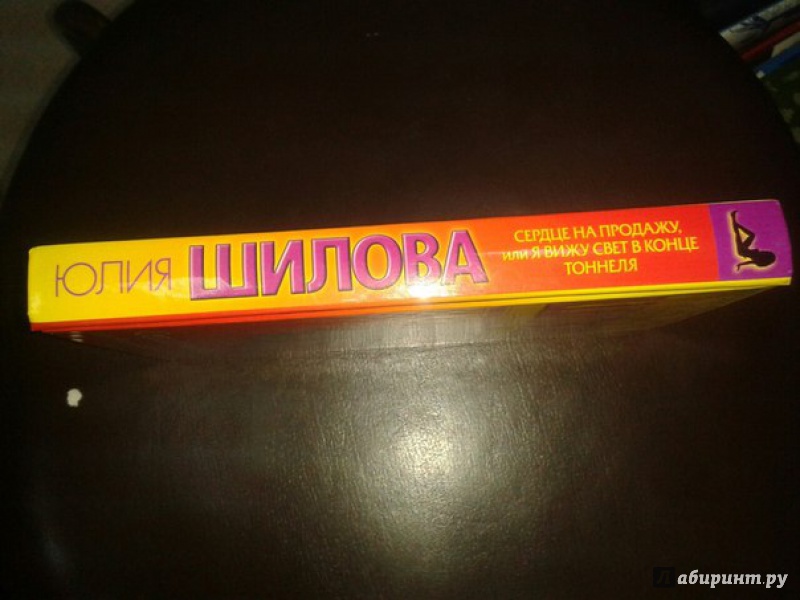 ЮЛИЯ ШИЛОВА
СЕРДЦЕ НА ПРОДАЖУ,
ИЛИ Я ВИЖУ СВЕТ В КОНЦЕ
ТОННЕЛЯ
Лабиринт.ру